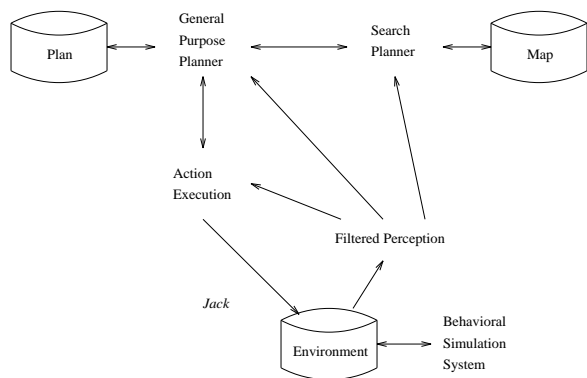 General
Purpose
Planner
Search
Planner
Plan
Map
Action
Execution
Filtered Perception
Jack
Behavioral
Simulation
System
Environment